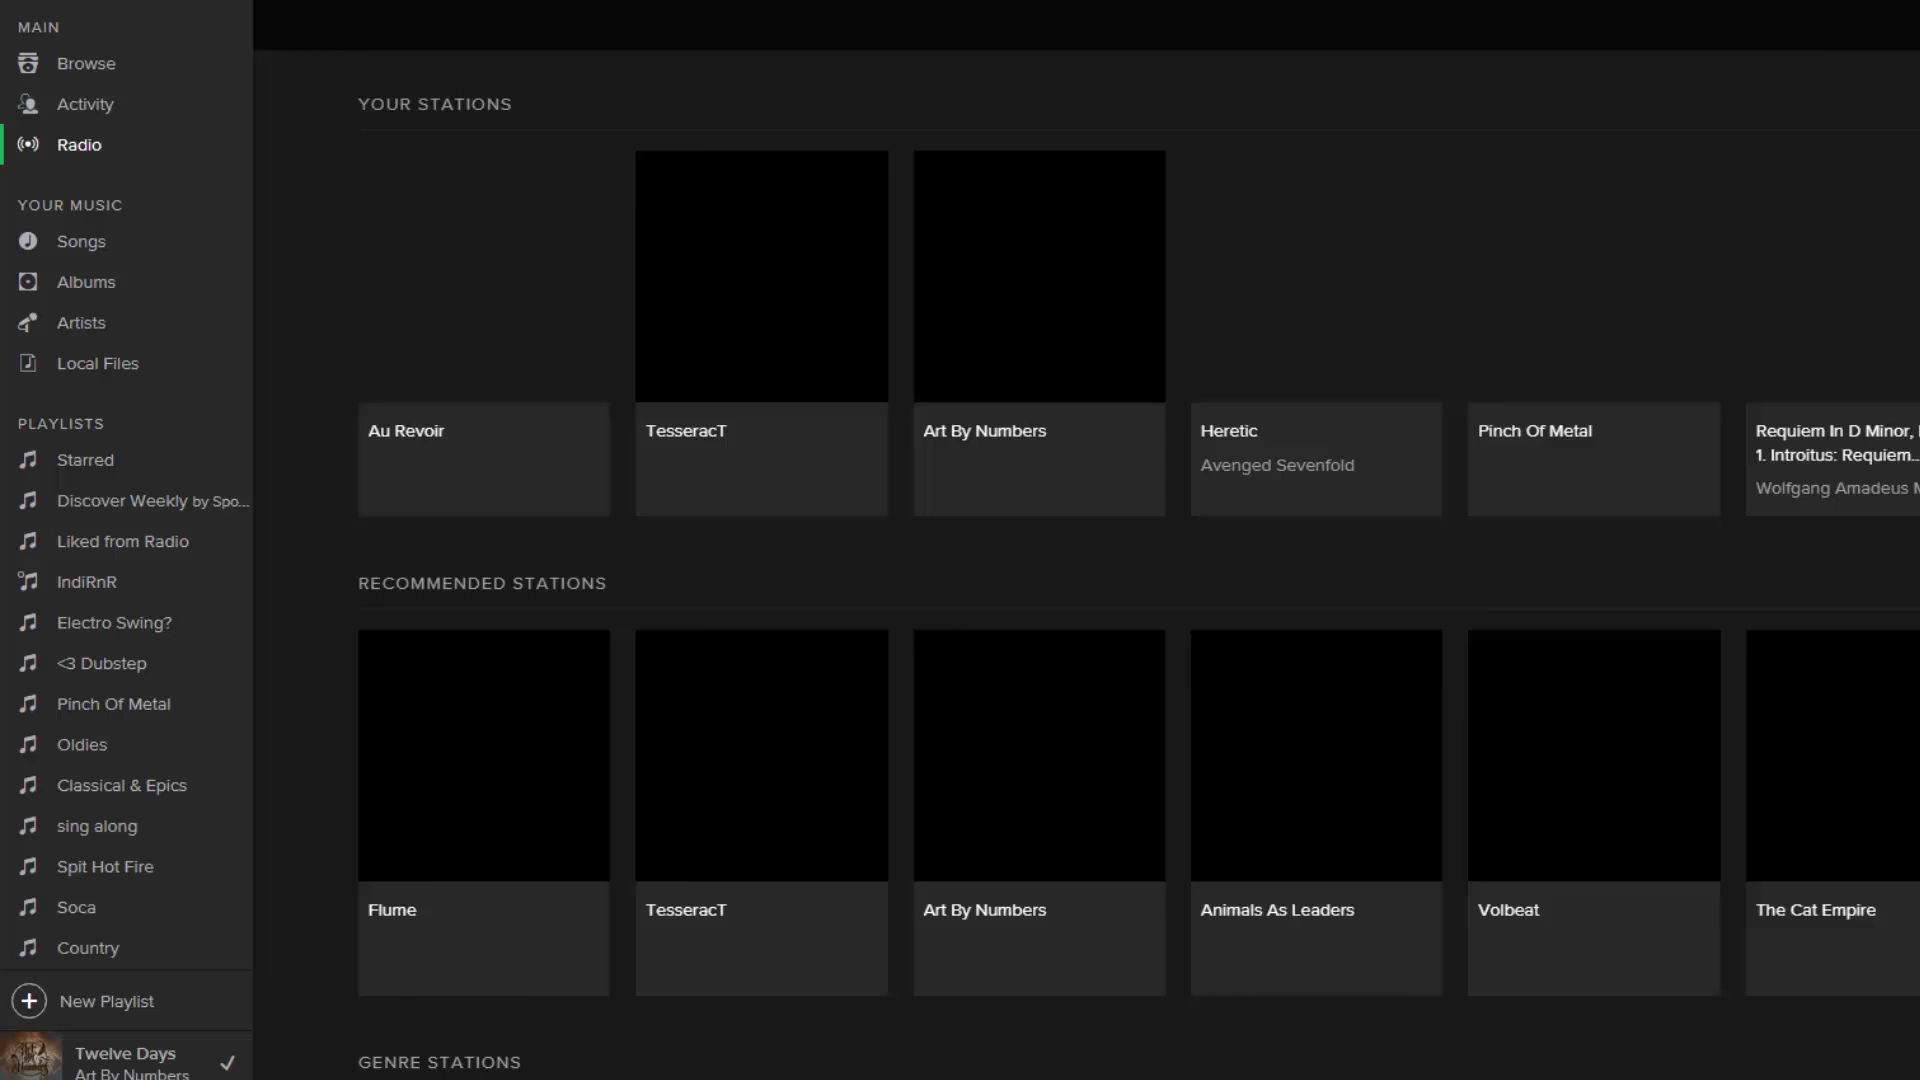 MAIN
Browse
Activity
Radio
YOUR MUSIC
Songs
Albums
Artists
Local Files
PLAYLISTS
Starred
Discover Weekly by Spo...
Liked from Radio
IndiRnR
Electro Swing?
<3 Dubstep
Pinch Of Metal
Oldies
Classical & Epics
sing along
Spit Hot Fire
Soca
Country
New Playlist
Twelve Days
Art By Numbers
YOUR STATIONS
Au Revoir
TesseracT
Art By Numbers
Heretic
Avenged Sevenfold
Pinch Of Metal
Requiem In D Minor,
1. Introitus: Requiem...
Wolfgang Amadeus
RECOMMENDED STATIONS
Flume
TesseracT
Art By Numbers
Animals As Leaders
Volbeat
The Cat Empire
GENRE STATIONS